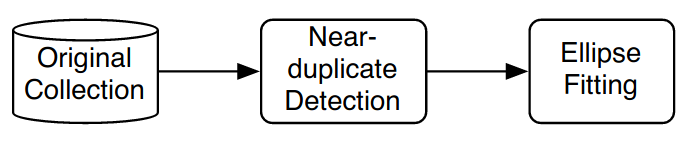 Original
Collection
Near-
duplicate
Detection
Ellipse
Fitting